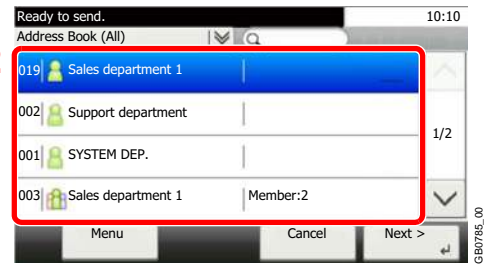 Ready to send. 10:10
Address Book (All)
019 Sales department 1
002 Support department
1/2
001 SYSTEM DEP.
003 Sales department 1 Member:2
Menu Cancel Next >
GB0785_00